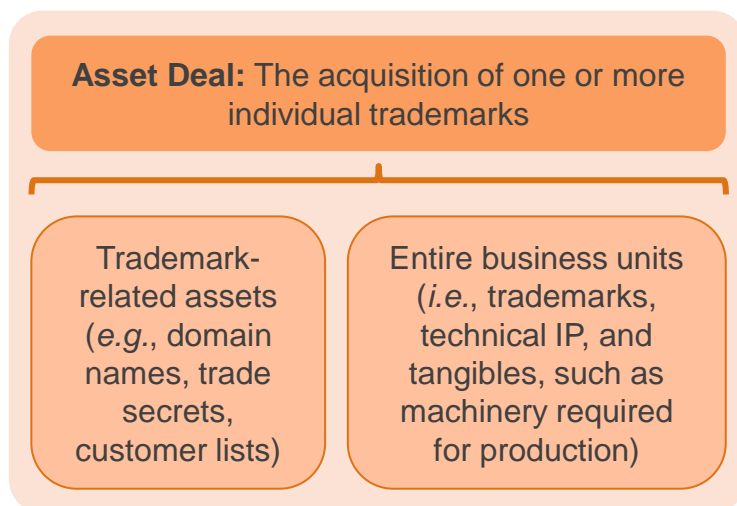 Asset Deal: The acquisition of one or more
individual trademarks
Trademark-
related assets
(e.g., domain
names, trade
secrets,
customer lists)
Entire business units
(i.e., trademarks,
technical IP, and
tangibles, such as
machinery required
for production)